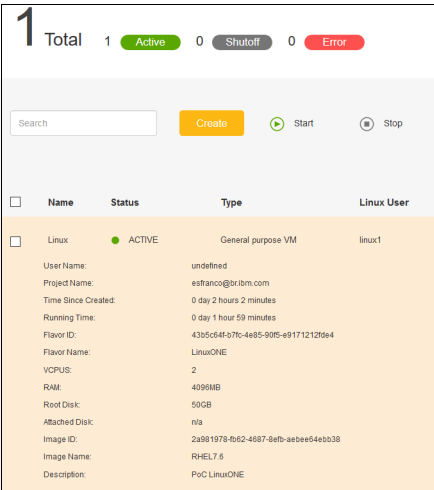 1 Total 1 Active 0 Shutoff 0 Error
Search Create Start Stop
Name Status Type Linux User
Linux ACTIVE General purpose VM linux1
User Name: undefined
Project Name: esfranco@br.ibm.com
Time Since Created: 0 day 2 hours 2 minutes
Running Time: 0 day 1 hour 59 minutes
Flavor ID: 43b5c64f-b7fc-4e85-90f5-e9171212fde4
Flavor Name: LinuxONE
VCPUS: 2
RAM: 4096MB
Root Disk: 50GB
Attached Disk: n/a
Image ID: 2a981978-fb62-4687-8efb-aebee64ebb38
Image Name: RHEL7.6
Description: PoC LinuxONE